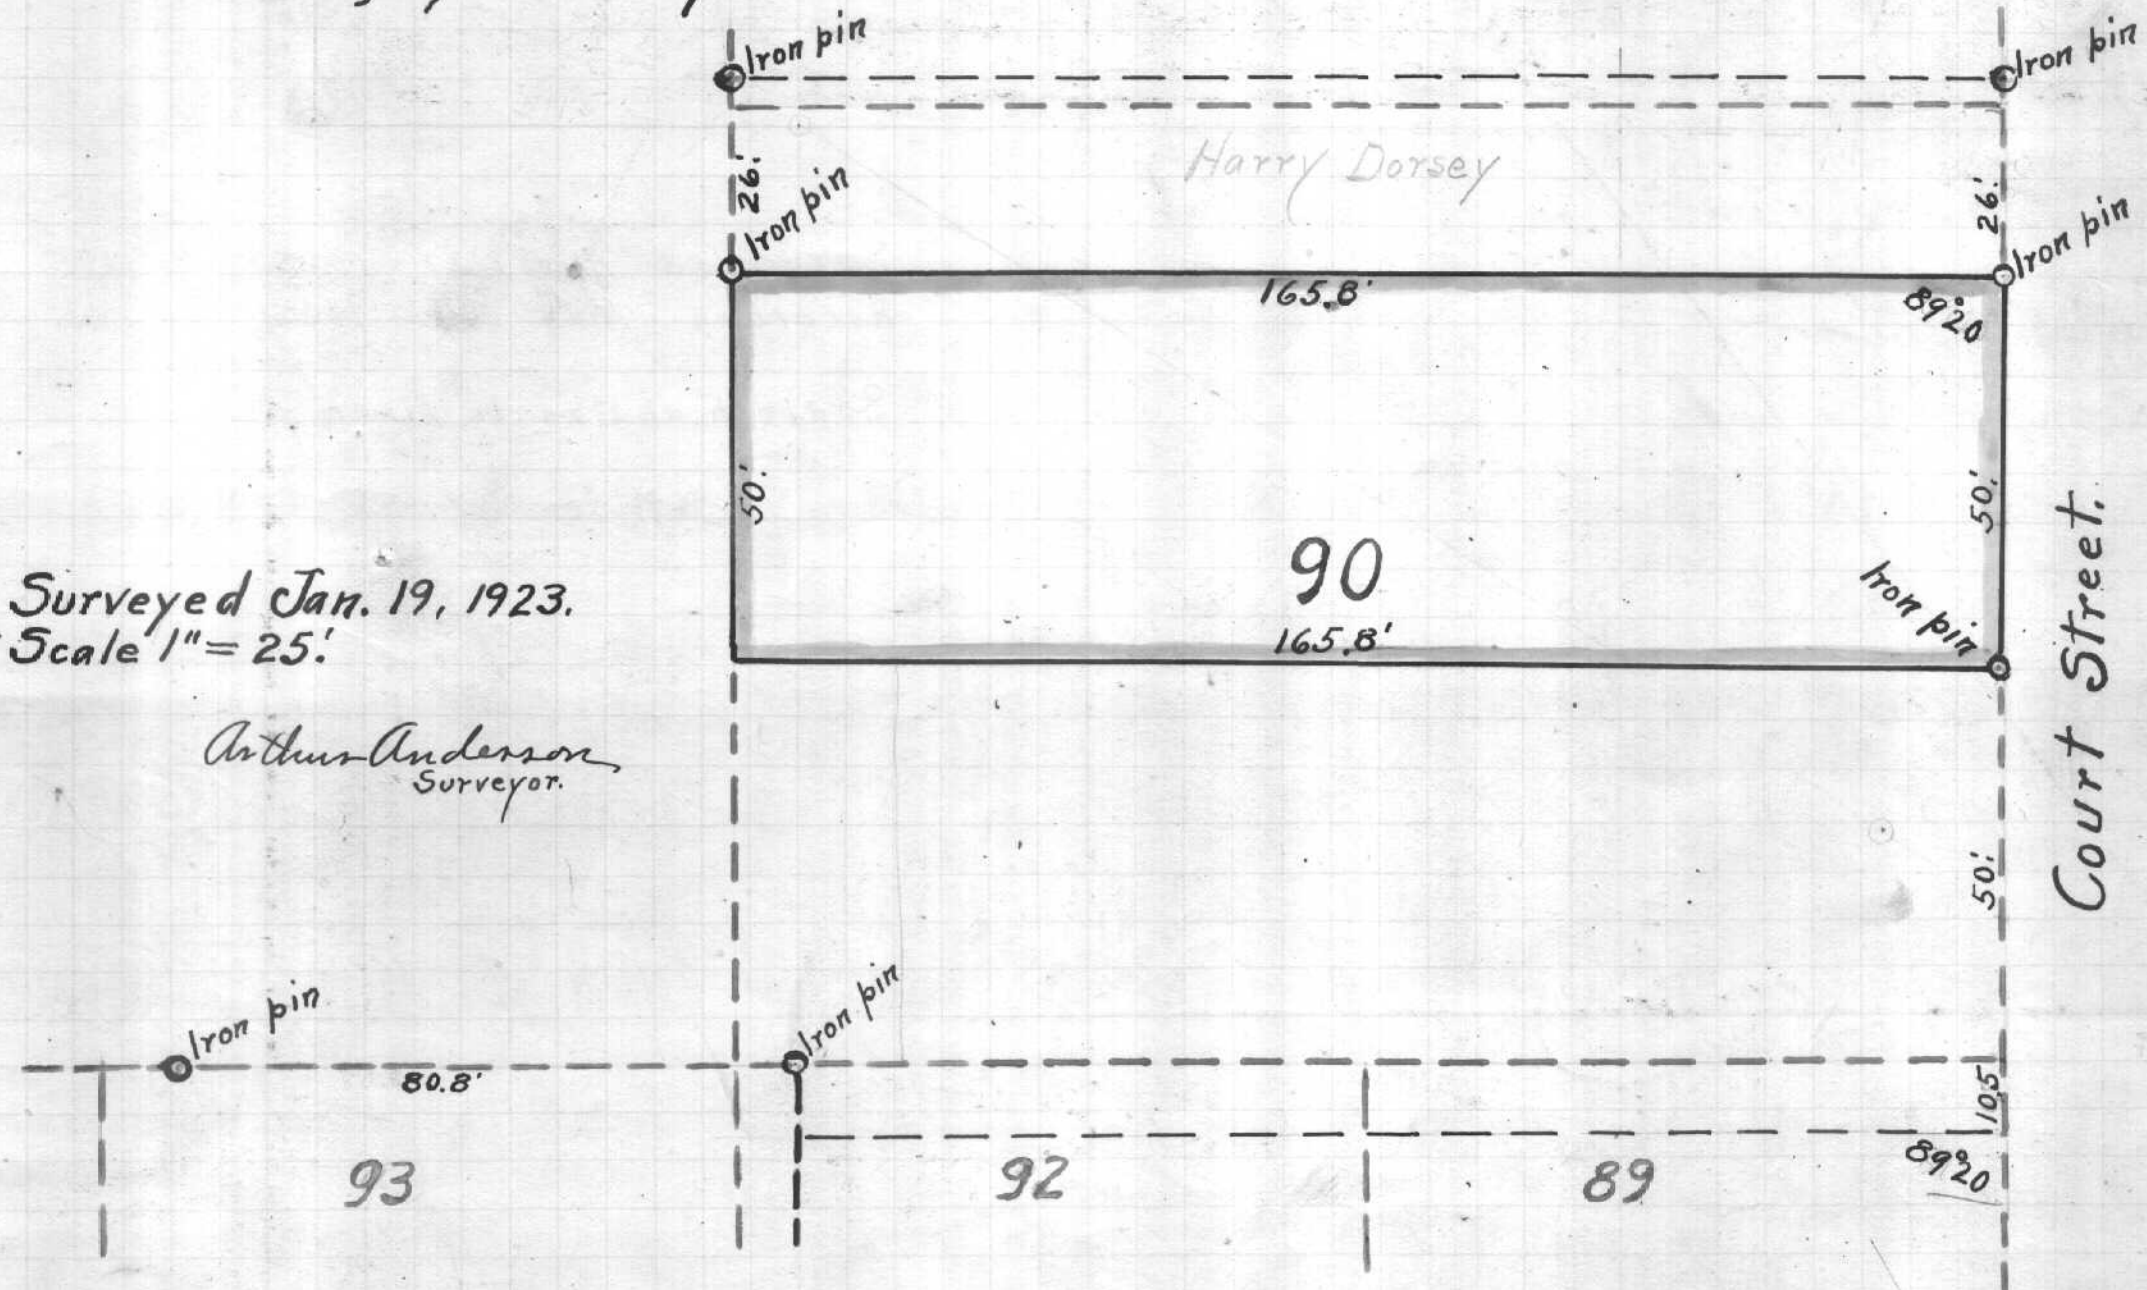 Iron pin
Iron pin
26.'
Harry Dorsey
26.'
Iron pin
Iron pin
165.8'
89°20
50.'
50.'
90
Iron pin
165.8'
Court Street.
Surveyed Jan. 19, 1923.
Scale 1" = 25.'
Arthur Anderson
Surveyor.
50.'
Iron pin
Iron pin
80.8'
10.5
89°20
93
92
89